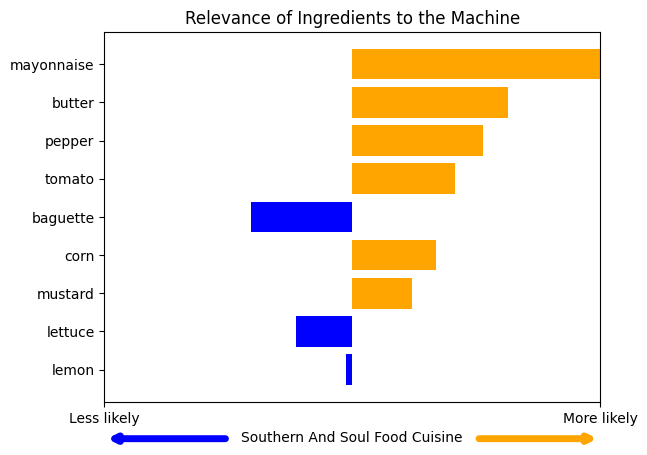 Relevance of Ingredients to the Machine
mayonnaise
butter
pepper
tomato
baguette
corn
mustard
lettuce
lemon
Less likely
More likely
Southern And Soul Food Cuisine